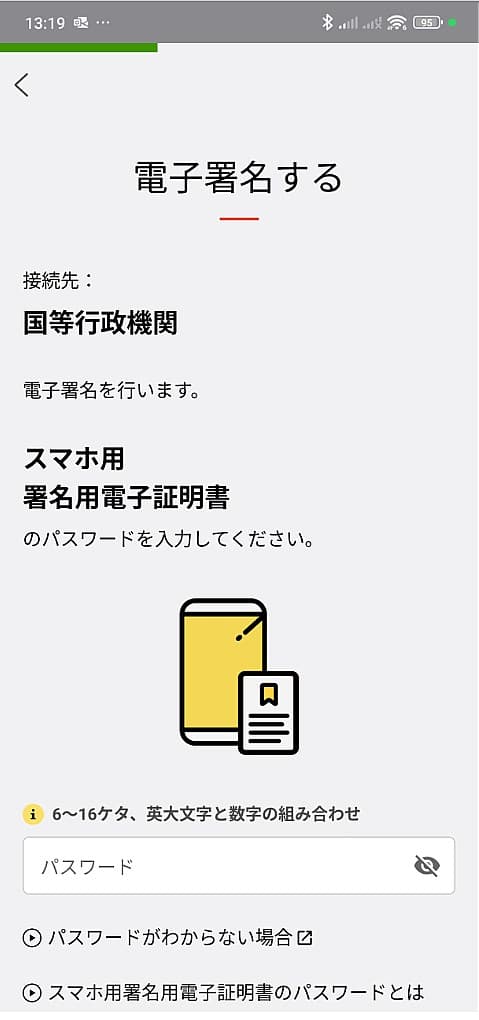 13:19
95
電子署名する
接続先：
国等行政機関
電子署名を行います。
スマホ用
署名用電子証明書
のパスワードを入力してください。
6～16ケタ、英大文字と数字の組み合わせ
パスワード
パスワードがわからない場合
スマホ用署名用電子証明書のパスワードとは